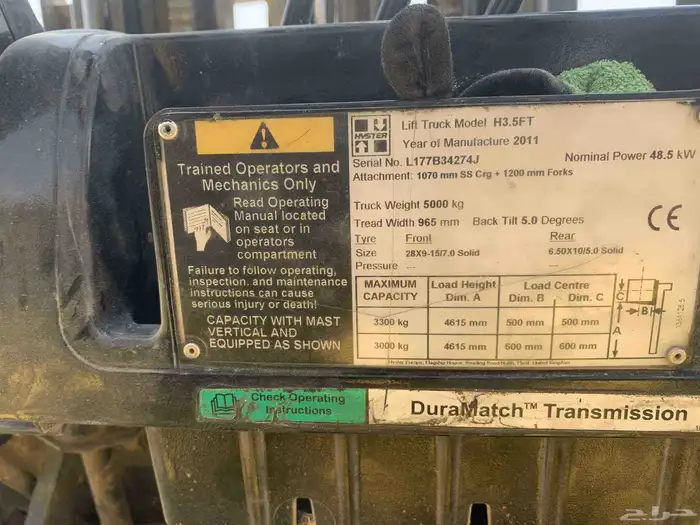 Trained Operators and
Mechanics Only
Read Operating
Manual located
on seat or in
operators
compartment
Failure to follow operating,
inspection, and maintenance
instructions can cause
serious injury or death!
CAPACITY WITH MAST
VERTICAL AND
EQUIPPED AS SHOWN
HYSTER
Lift Truck Model H3.5FT
Year of Manufacture 2011
Serial No. L177B34274J Nominal Power 48.5 kW
Attachment: 1070 mm SS Crg + 1200 mm Forks
Truck Weight 5000 kg
Tread Width 965 mm Back Tilt 5.0 Degrees
Tyre Front Rear
Size 28X9-15/7.0 Solid 6.50X10/5.0 Solid
Pressure --- ---
CE
MAXIMUM CAPACITY Load Height Dim. A Load Centre Dim. B Dim. C
3300 kg 4615 mm 500 mm 500 mm
3000 kg 4615 mm 600 mm 600 mm
C
B
A
Check Operating
Instructions
DuraMatch™ Transmission
حراج